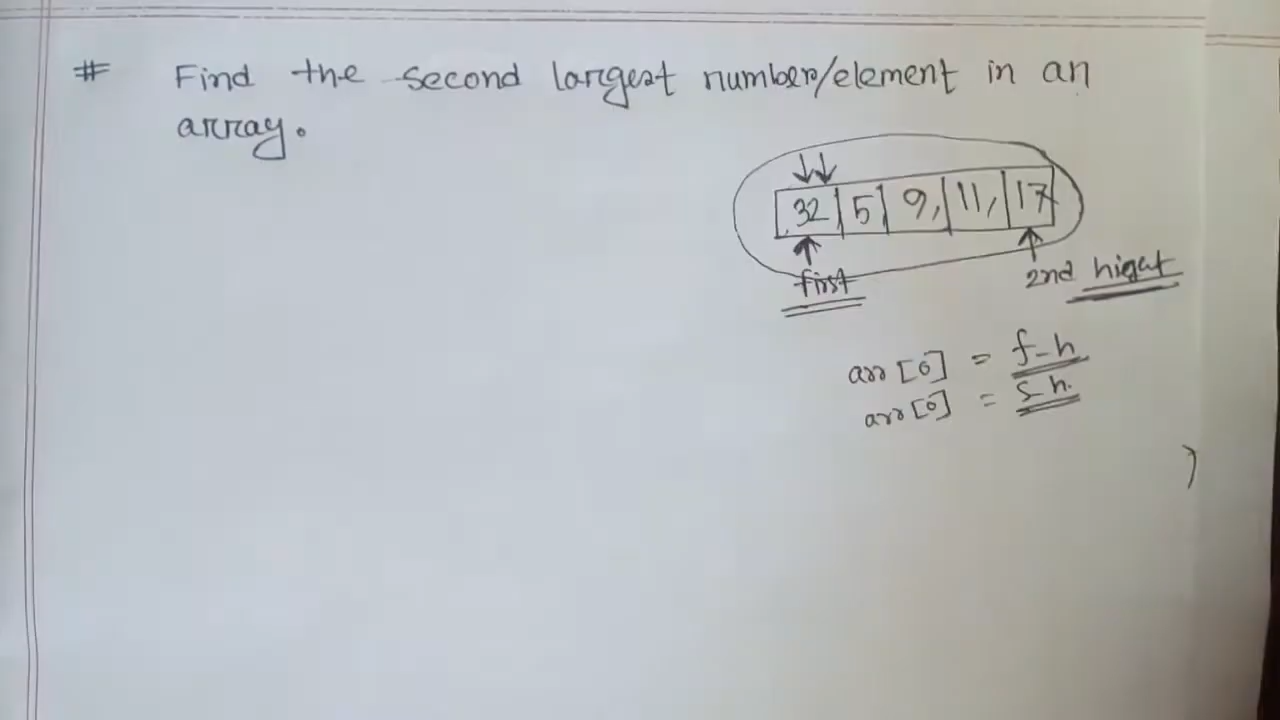 # Find the second largest number/element in an
array.
32 5 9, 11, 17
first 2nd highest
arr [0] = f-h
arr [0] = s-h.
)